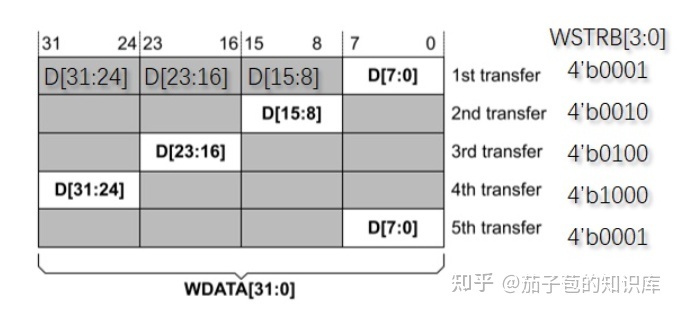 31 24 23 16 15 8 7 0 WSTRB[3:0]
D[31:24] D[23:16] D[15:8] D[7:0] 1st transfer 4'b0001
D[15:8] 2nd transfer 4'b0010
D[23:16] 3rd transfer 4'b0100
D[31:24] 4th transfer 4'b1000
D[7:0] 5th transfer 4'b0001
WDATA[31:0]
知乎 @茄子苞的知识库